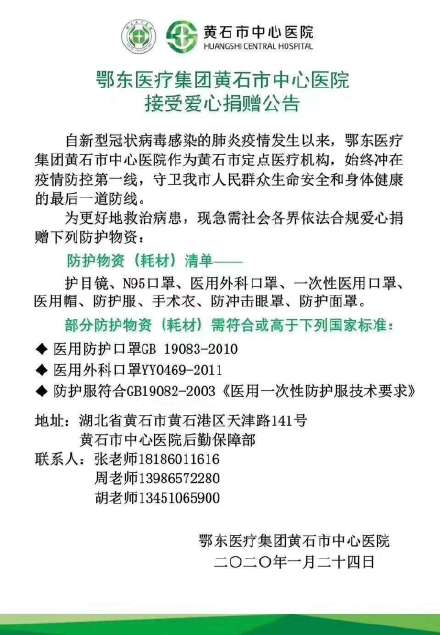 黄石市中心医院
HUANGSHI CENTRAL HOSPITAL
鄂东医疗集团黄石市中心医院
接受爱心捐赠公告
自新型冠状病毒感染的肺炎疫情发生以来，鄂东医疗
集团黄石市中心医院作为黄石市定点医疗机构，始终冲在
疫情防控第一线，守卫我市人民群众生命安全和身体健康
的最后一道防线。
为更好地救治病患，现急需社会各界依法合规爱心捐
赠下列防护物资：
防护物资（耗材）清单——
护目镜、N95口罩、医用外科口罩、一次性医用口罩、
医用帽、防护服、手术衣、防冲击眼罩、防护面罩。
部分防护物资（耗材）需符合或高于下列国家标准：
◆ 医用防护口罩GB 19083-2010
◆ 医用外科口罩YY0469-2011
◆ 防护服符合GB19082-2003《医用一次性防护服技术要求》
地址：湖北省黄石市黄石港区天津路141号
黄石市中心医院后勤保障部
联系人：张老师18186011616
周老师13986572280
胡老师13451065900
鄂东医疗集团黄石市中心医院
二〇二〇年一月二十四日